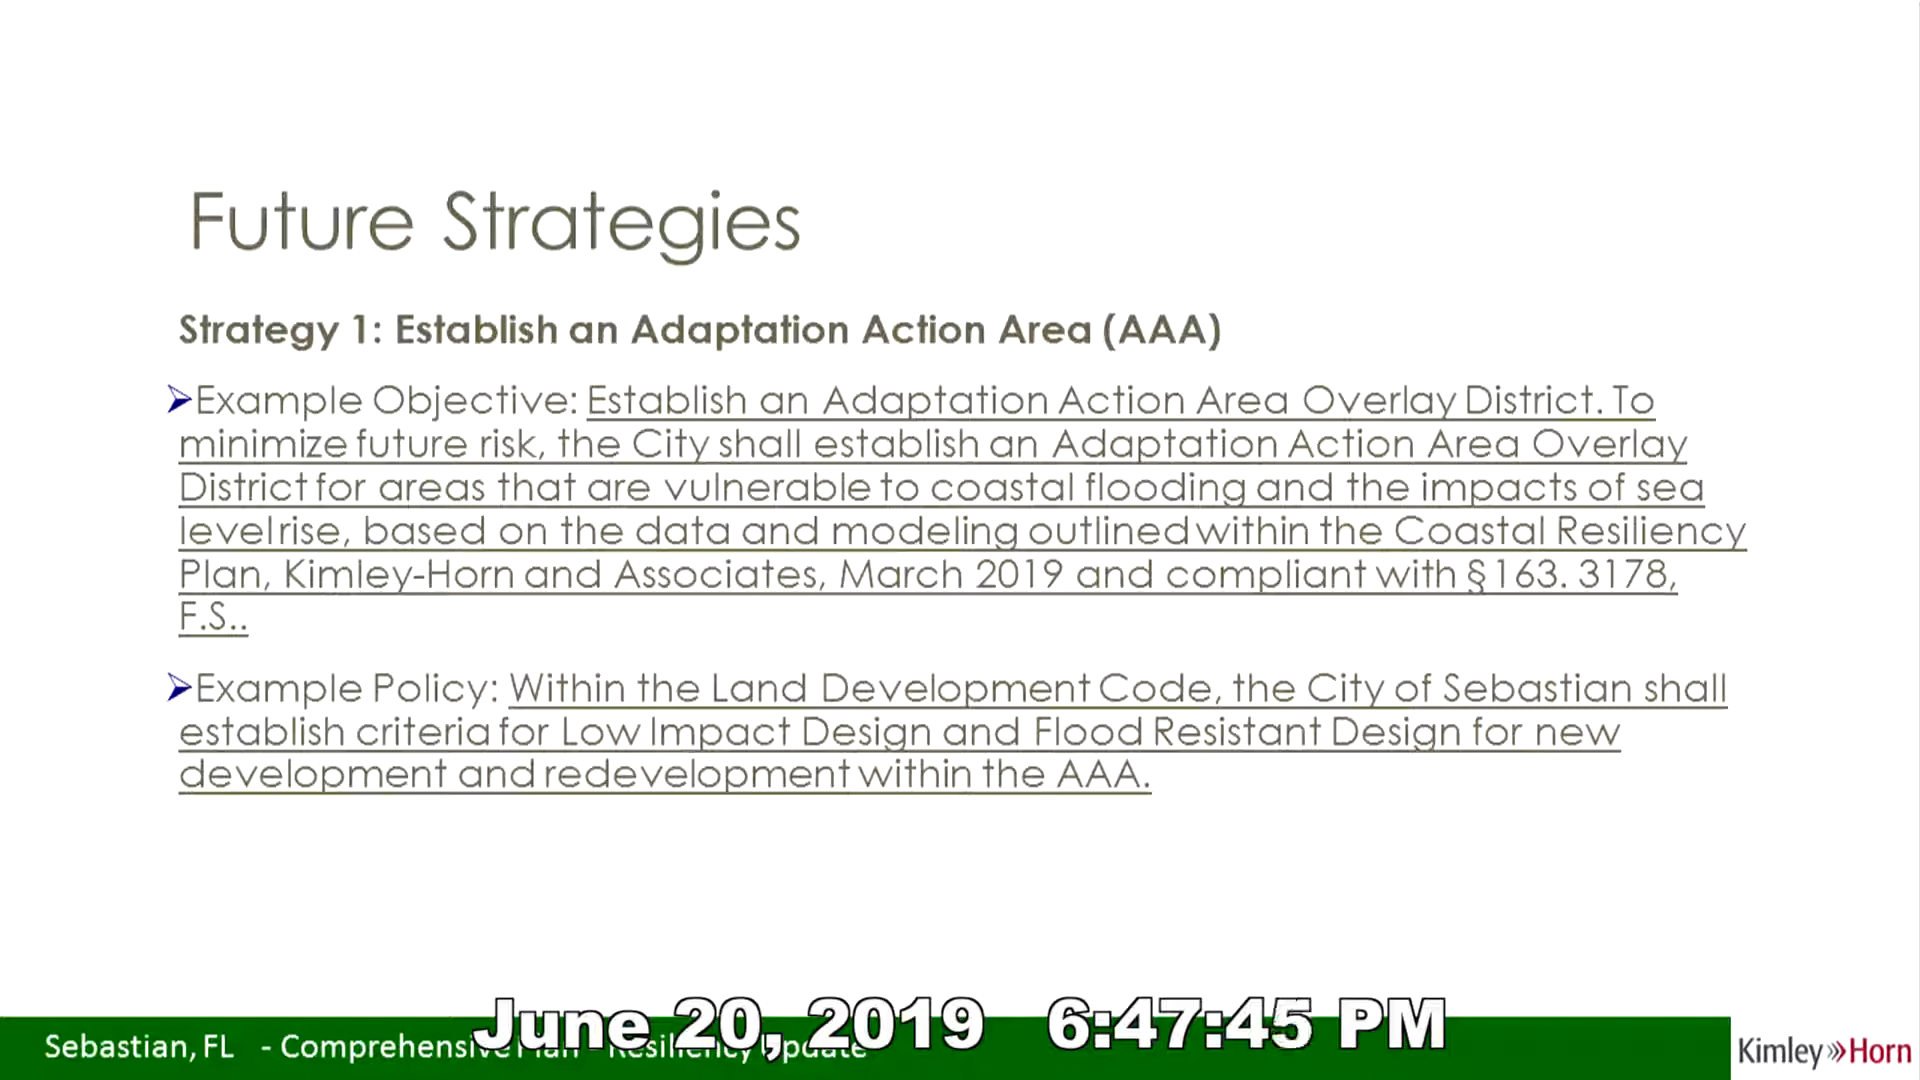 Future Strategies
Strategy 1: Establish an Adaptation Action Area (AAA)
➢Example Objective: Establish an Adaptation Action Area Overlay District. To
minimize future risk, the City shall establish an Adaptation Action Area Overlay
District for areas that are vulnerable to coastal flooding and the impacts of sea
level rise, based on the data and modeling outlined within the Coastal Resiliency
Plan, Kimley-Horn and Associates, March 2019 and compliant with §163. 3178,
F.S..
➢Example Policy: Within the Land Development Code, the City of Sebastian shall
establish criteria for Low Impact Design and Flood Resistant Design for new
development and redevelopment within the AAA.
June 20, 2019 6:47:45 PM
Sebastian, FL - Comprehensive Plan - Resiliency Update
Kimley»Horn